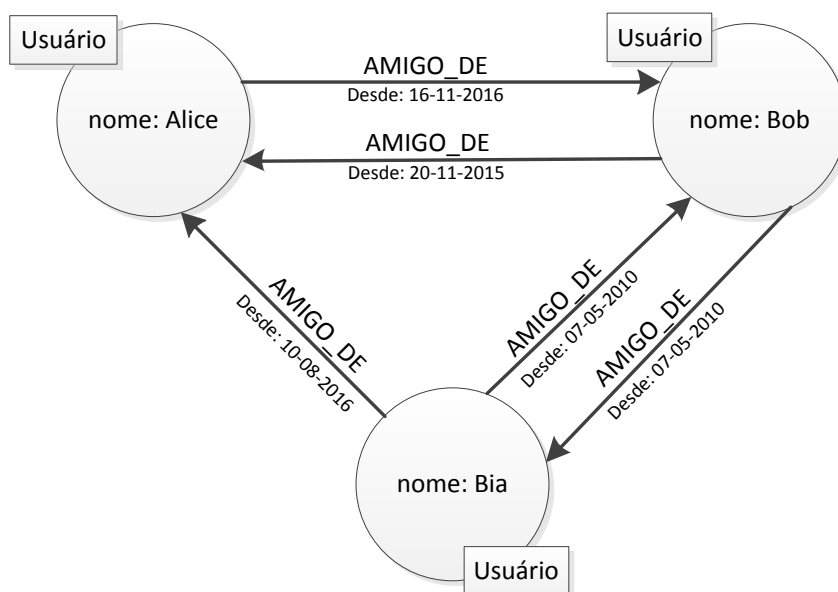 Usuário
Usuário
nome: Alice
nome: Bob
AMIGO_DE
Desde: 16-11-2016
AMIGO_DE
Desde: 20-11-2015
AMIGO_DE
Desde: 10-08-2016
AMIGO_DE
Desde: 07-05-2010
AMIGO_DE
Desde: 07-05-2010
nome: Bia
Usuário